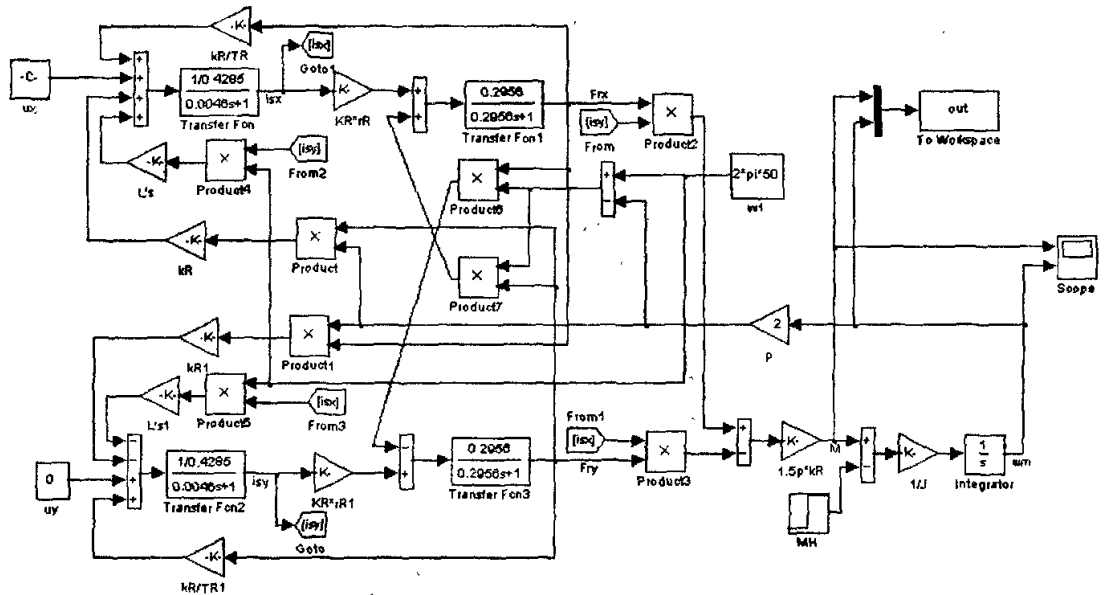 -K-
kR/TR
[isx]
Goto1
-C-
ux
1/0.4285
0.0046s+1
Transfer Fcn
isx
K-
KR*rR
0.2956
0.2956s+1
Transfer Fcn1
Frx
[isy]
From
×
Product2
out
To Workspace
-K-
L's
×
Product4
[isy]
From2
×
Product6
2*pi*50
w1
-K-
kR
×
Product
×
Product7
Scope
-K-
kR1
×
Product1
2
p
-K-
L's1
×
Product5
[isx]
From3
0
uy
1/0.4285
0.0046s+1
Transfer Fcn2
isy
K-
KR*rR1
0.2956
0.2956s+1
Transfer Fcn3
Fry
From1
[isx]
×
Product3
K-
1.5p*kR
M
K-
1/J
1
s
Integrator
wm
[isy]
Goto
MH
-K-
kR/TR1